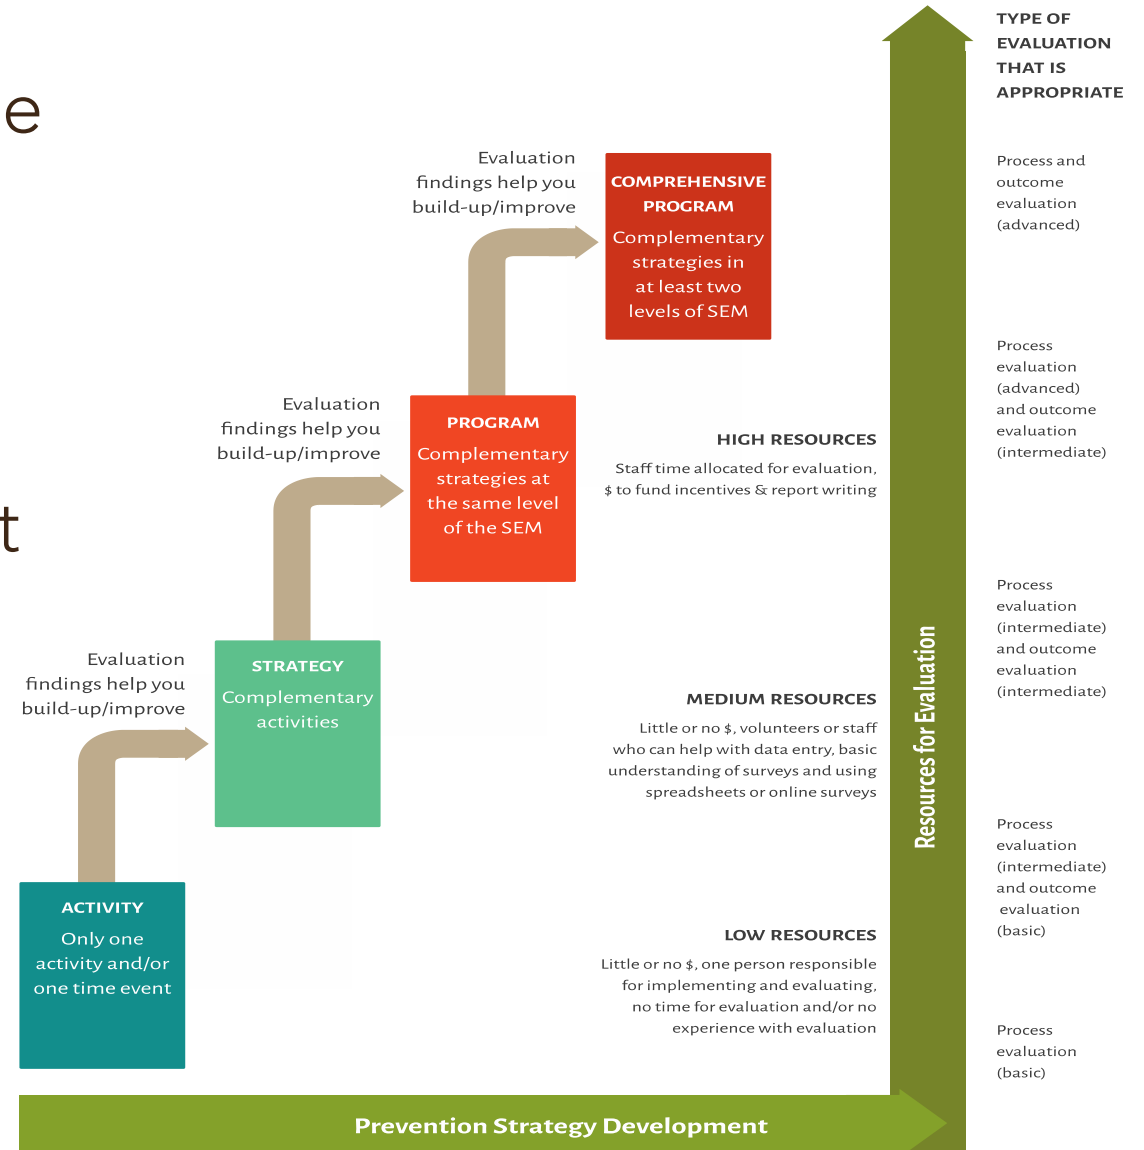 e
t
Evaluation
findings help you
build-up/improve
COMPREHENSIVE
PROGRAM
Complementary
strategies in
at least two
levels of SEM
Evaluation
findings help you
build-up/improve
PROGRAM
Complementary
strategies at
the same level
of the SEM
Evaluation
findings help you
build-up/improve
STRATEGY
Complementary
activities
ACTIVITY
Only one
activity and/or
one time event
HIGH RESOURCES
Staff time allocated for evaluation,
$ to fund incentives & report writing
MEDIUM RESOURCES
Little or no $, volunteers or staff
who can help with data entry, basic
understanding of surveys and using
spreadsheets or online surveys
LOW RESOURCES
Little or no $, one person responsible
for implementing and evaluating,
no time for evaluation and/or no
experience with evaluation
Resources for Evaluation
TYPE OF
EVALUATION
THAT IS
APPROPRIATE
Process and
outcome
evaluation
(advanced)
Process
evaluation
(advanced)
and outcome
evaluation
(intermediate)
Process
evaluation
(intermediate)
and outcome
evaluation
(intermediate)
Process
evaluation
(intermediate)
and outcome
evaluation
(basic)
Process
evaluation
(basic)
Prevention Strategy Development